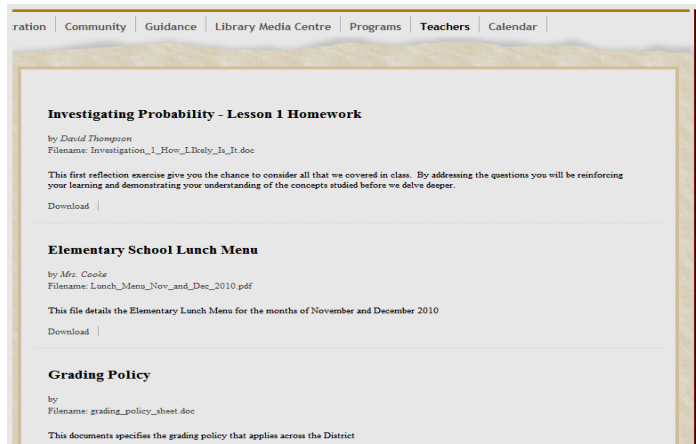 Community | Guidance | Library Media Centre | Programs | Teachers | Calendar |
Investigating Probability - Lesson 1 Homework
by David Thompson
Filename: Investigation_1_How_LIkely_Is_It.doc
This first reflection exercise give you the chance to consider all that we covered in class. By addressing the questions you will be reinforcing
your learning and demonstrating your understanding of the concepts studied before we delve deeper.
Download |
Elementary School Lunch Menu
by Mrs. Cooke
Filename: Lunch_Menu_Nov_and_Dec_2010.pdf
This file details the Elementary Lunch Menu for the months of November and December 2010
Download |
Grading Policy
by
Filename: grading_policy_sheet.doc
This documents specifies the grading policy that applies across the District